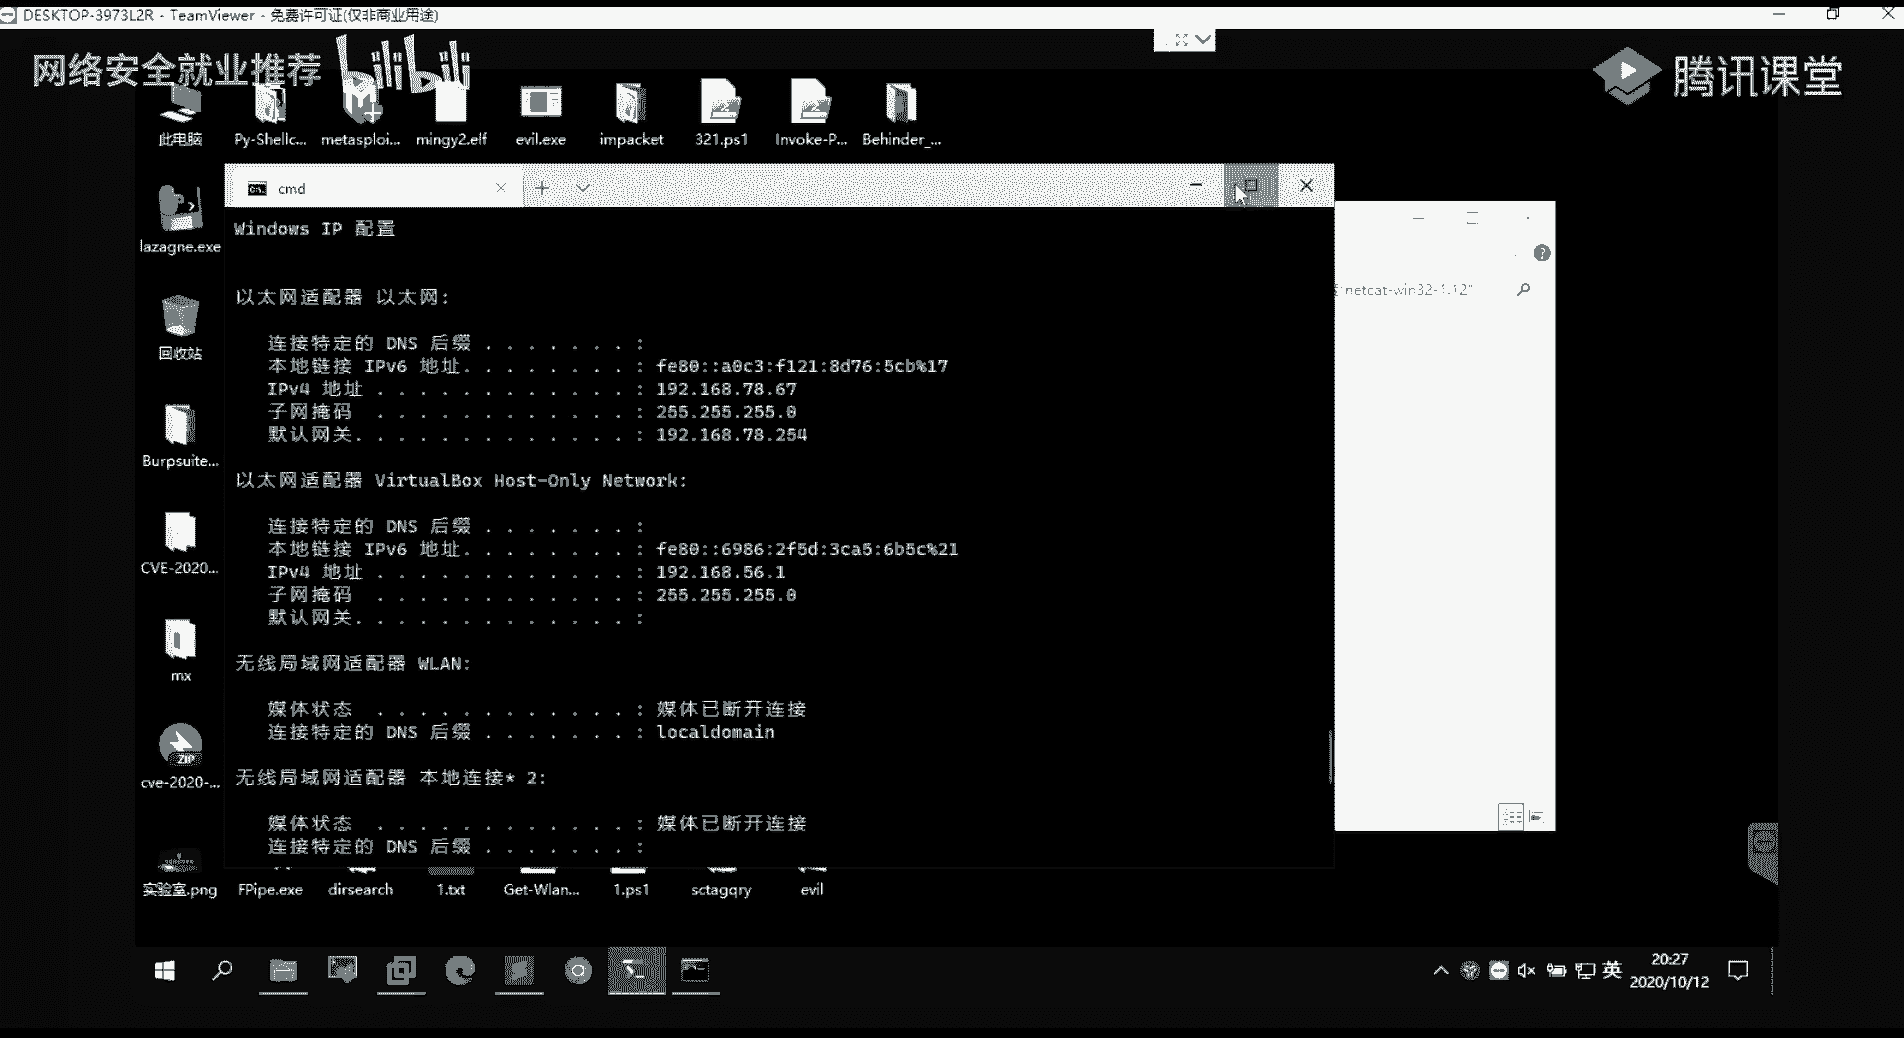 DESKTOP-3973L2R - TeamViewer - 免费许可证(仅非商业用途)
网络安全就业推荐
bilibili
腾讯课堂
此电脑
Py-Shellc...
metasploi...
mingy2.elf
evil.exe
impacket
321.ps1
Invoke-P...
Behinder_...
lazagne.exe
回收站
Burpsuite...
CVE-2020...
mx
ZIP
cve-2020-...
cmd
Windows IP 配置
以太网适配器 以太网:
连接特定的 DNS 后缀 . . . . . . . :
本地链接 IPv6 地址. . . . . . . . : fe80::a0c3:f121:8d76:5cb%17
IPv4 地址 . . . . . . . . . . . . : 192.168.78.67
子网掩码 . . . . . . . . . . . . : 255.255.255.0
默认网关. . . . . . . . . . . . . : 192.168.78.254
以太网适配器 VirtualBox Host-Only Network:
连接特定的 DNS 后缀 . . . . . . . :
本地链接 IPv6 地址. . . . . . . . : fe80::6986:2f5d:3ca5:6b5c%21
IPv4 地址 . . . . . . . . . . . . : 192.168.56.1
子网掩码 . . . . . . . . . . . . : 255.255.255.0
默认网关. . . . . . . . . . . . . :
无线局域网适配器 WLAN:
媒体状态 . . . . . . . . . . . . : 媒体已断开连接
连接特定的 DNS 后缀 . . . . . . . : localdomain
无线局域网适配器 本地连接* 2:
媒体状态 . . . . . . . . . . . . : 媒体已断开连接
连接特定的 DNS 后缀 . . . . . . . :
"netcat-win32-1.12"
实验室.png
FPipe.exe
dirsearch
1.txt
Get-Wlan...
1.ps1
sctagqry
evil
英
20:27
2020/10/12